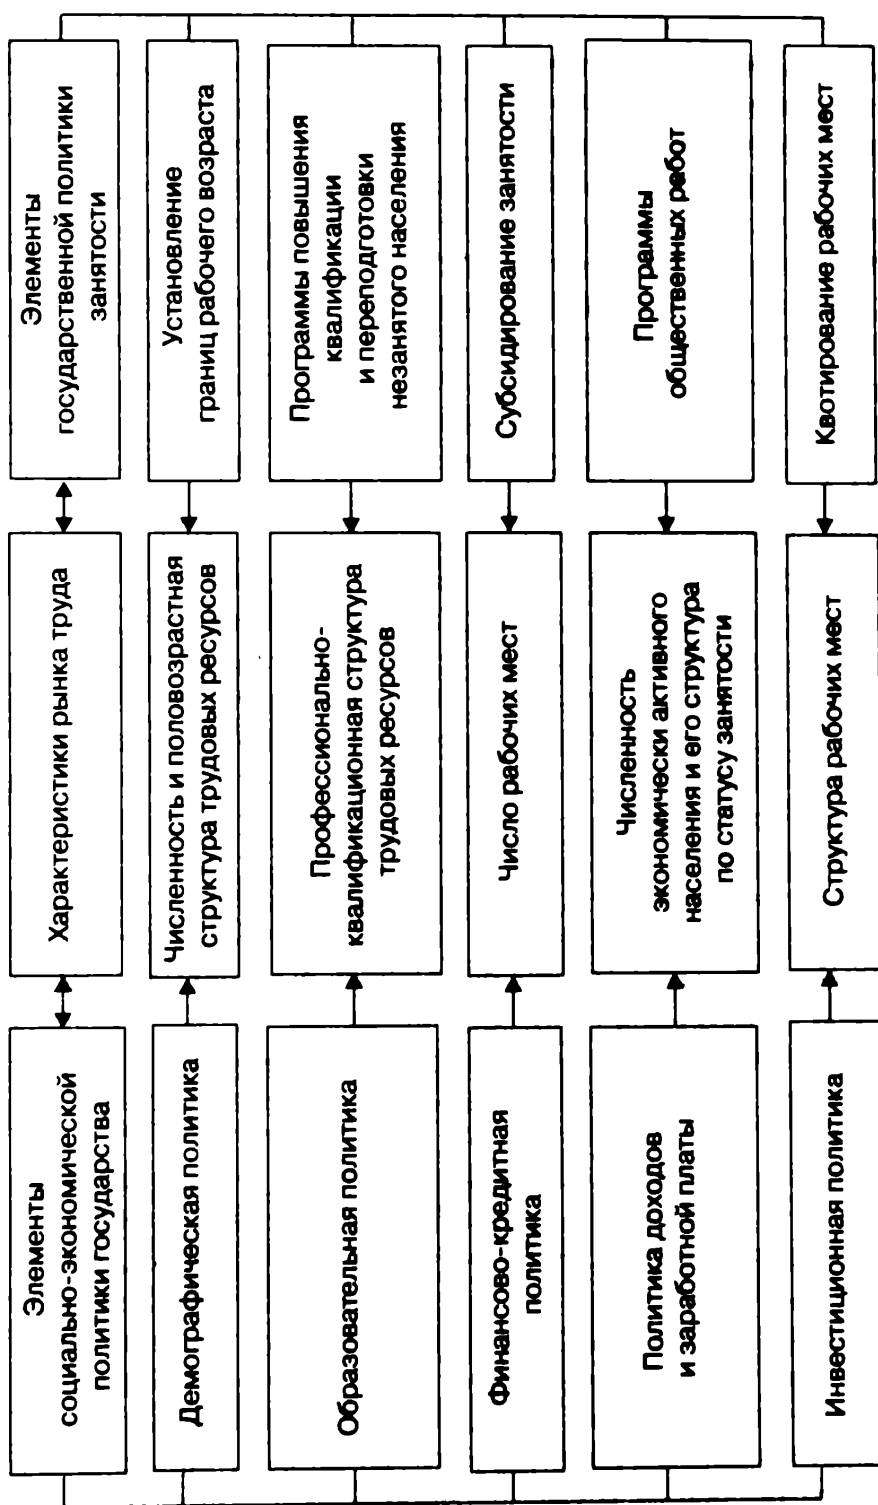 Элементы
социально-экономической
политики государства
Характеристики рынка труда
Элементы
государственной политики
занятости
Демографическая политика
Численность и половозрастная
структура трудовых ресурсов
Установление
границ рабочего возраста
Образовательная политика
Профессионально-
квалификационная структура
трудовых ресурсов
Программы повышения
квалификации
и переподготовки
незанятого населения
Финансово-кредитная
политика
Число рабочих мест
Субсидирование занятости
Политика доходов
и заработной платы
Численность
экономически активного
населения и его структура
по статусу занятости
Программы
общественных работ
Инвестиционная политика
Структура рабочих мест
Квотирование рабочих мест